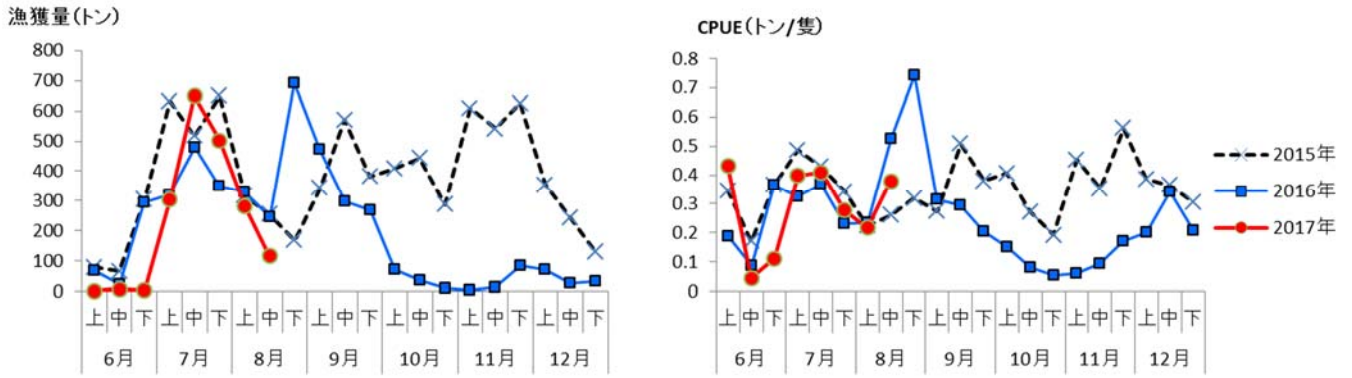 漁獲量(トン)
800
700
600
500
400
300
200
100
0
上 中 下 上 中 下 上 中 下 上 中 下 上 中 下 上 中 下 上 中 下
6月 7月 8月 9月 10月 11月 12月
CPUE(トン/隻)
0.8
0.7
0.6
0.5
0.4
0.3
0.2
0.1
0
上 中 下 上 中 下 上 中 下 上 中 下 上 中 下 上 中 下 上 中 下
6月 7月 8月 9月 10月 11月 12月
2015年
2016年
2017年